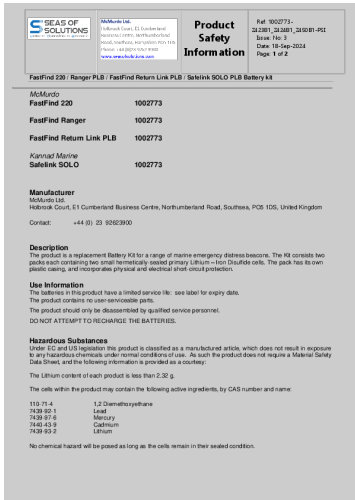 SEAS OF
SOLUTIONS
McMurdo Ltd.
Holbrook Court, E1 Cumberland
Business Centre, Northumberland
Road, Southsea, Hampshire PO5 1DS
Phone: +44 (0)23 9262 3900
www.seasofsolutions.com
Product
Safety
Information
Ref: 1002773-
Issue No: 3
Date: 18-Sep-2024
Page: 1 of 2
FastFind 220 / Ranger PLB / FastFind Return Link PLB / Safelink SOLO PLB Battery kit
McMurdo
FastFind 220 1002773
FastFind Ranger 1002773
FastFind Return Link PLB 1002773
Kannad Marine
Safelink SOLO 1002773
Manufacturer
McMurdo Ltd.
Holbrook Court, E1 Cumberland Business Centre, Northumberland Road, Southsea, PO5 1DS, United Kingdom
Contact: +44 (0) 23 92623900
Description
The product is a replacement Battery Kit for a range of marine emergency distress beacons. The Kit consists two
packs each containing two small hermetically-sealed primary Lithium – Iron Disulfide cells. The pack has its own
plastic casing, and incorporates physical and electrical short-circuit protection.
Use Information
The batteries in this product have a limited service life: see label for expiry date.
The product contains no user-serviceable parts.
The product should only be disassembled by qualified service personnel.
DO NOT ATTEMPT TO RECHARGE THE BATTERIES.
Hazardous Substances
Under EC and US legislation this product is classified as a manufactured article, which does not result in exposure
to any hazardous chemicals under normal conditions of use. As such the product does not require a Material Safety
Data Sheet, and the following information is provided as a courtesy:
The Lithium content of each product is less than 2.32 g.
The cells within the product may contain the following active ingredients, by CAS number and name:
110-71-4 1,2 Diemethoxyethane
7439-92-1 Lead
7439-97-6 Mercury
7440-43-9 Cadmium
7439-93-2 Lithium
No chemical hazard will be posed as long as the cells remain in their sealed condition.